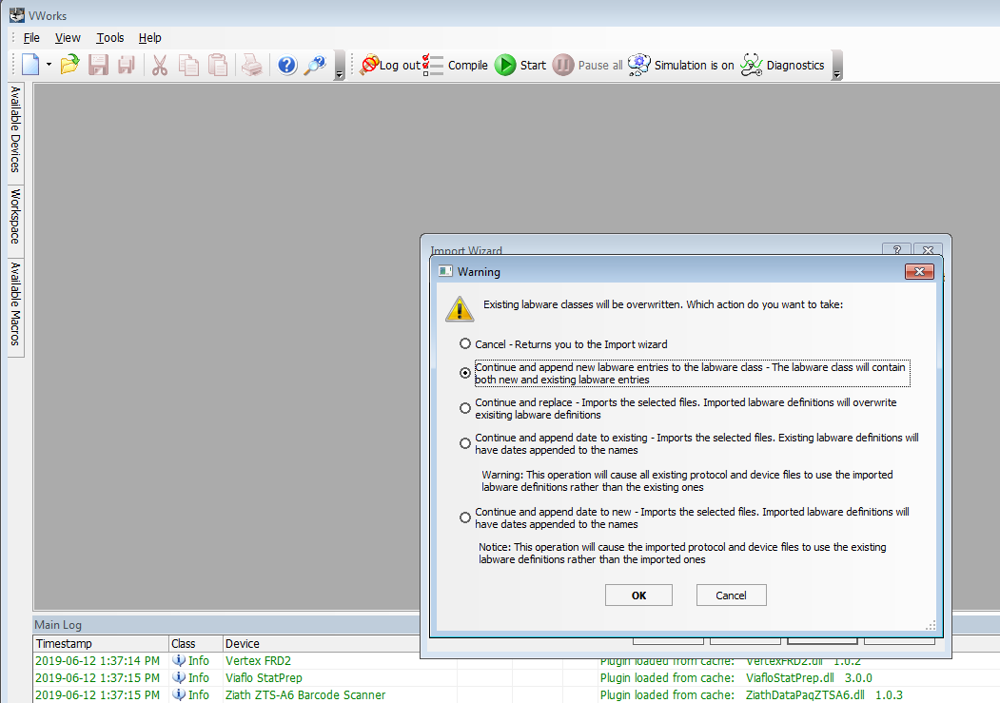 VWorks
File View Tools Help
Log out Compile Start Pause all Simulation is on Diagnostics
Available Devices
Workspace
Available Macros
Import Wizard
Warning
Existing labware classes will be overwritten. Which action do you want to take:
Cancel - Returns you to the Import wizard
Continue and append new labware entries to the labware class - The labware class will contain
both new and existing labware entries
Continue and replace - Imports the selected files. Imported labware definitions will overwrite
exisiting labware definitions
Continue and append date to existing - Imports the selected files. Existing labware definitions will
have dates appended to the names
Warning: This operation will cause all existing protocol and device files to use the imported
labware definitions rather than the existing ones
Continue and append date to new - Imports the selected files. Imported labware definitions will
have dates appended to the names
Notice: This operation will cause the imported protocol and device files to use the existing
labware definitions rather than the imported ones
OK Cancel
Main Log
Timestamp Class Device
2019-06-12 1:37:14 PM Info Vertex FRD2 Plugin loaded from cache: VertexFRD2.dll 1.0.2
2019-06-12 1:37:15 PM Info Viaflo StatPrep Plugin loaded from cache: ViafloStatPrep.dll 3.0.0
2019-06-12 1:37:15 PM Info Ziath ZTS-A6 Barcode Scanner Plugin loaded from cache: ZiathDataPaqZTSA6.dll 1.0.3